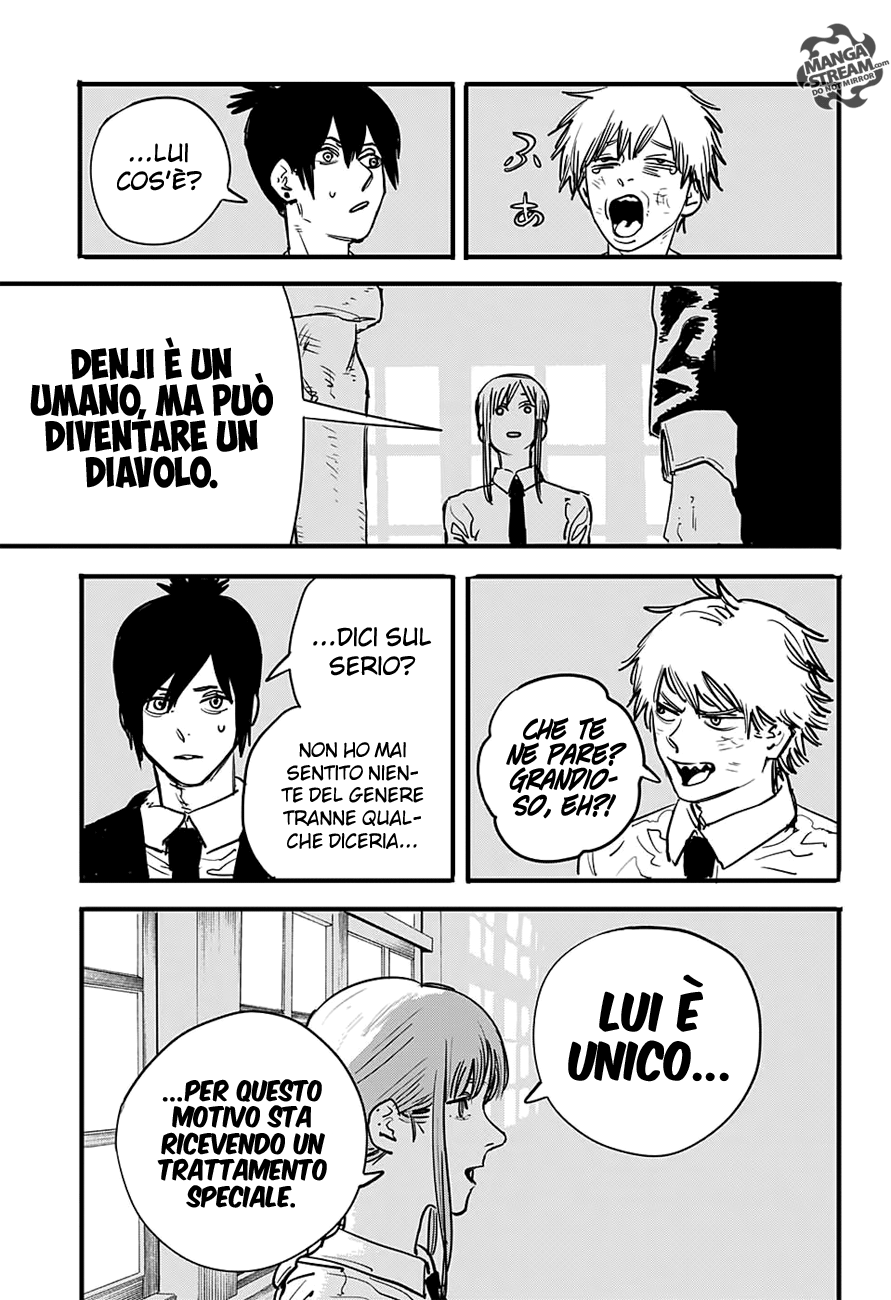 MANGA
STREAM.com
DO NOT MIRROR
ふ
ぁ
...LUI
COS'È?
DENJI È UN
UMANO, MA PUÒ
DIVENTARE UN
DIAVOLO.
CHE TE
NE PARE?
GRANDIO-
SO, EH?!
...DICI SUL
SERIO?
NON HO MAI
SENTITO NIEN-
TE DEL GENERE
TRANNE QUAL-
CHE DICERIA...
LUI È
UNICO...
...PER QUESTO
MOTIVO STA
RICEVENDO UN
TRATTAMENTO
SPECIALE.